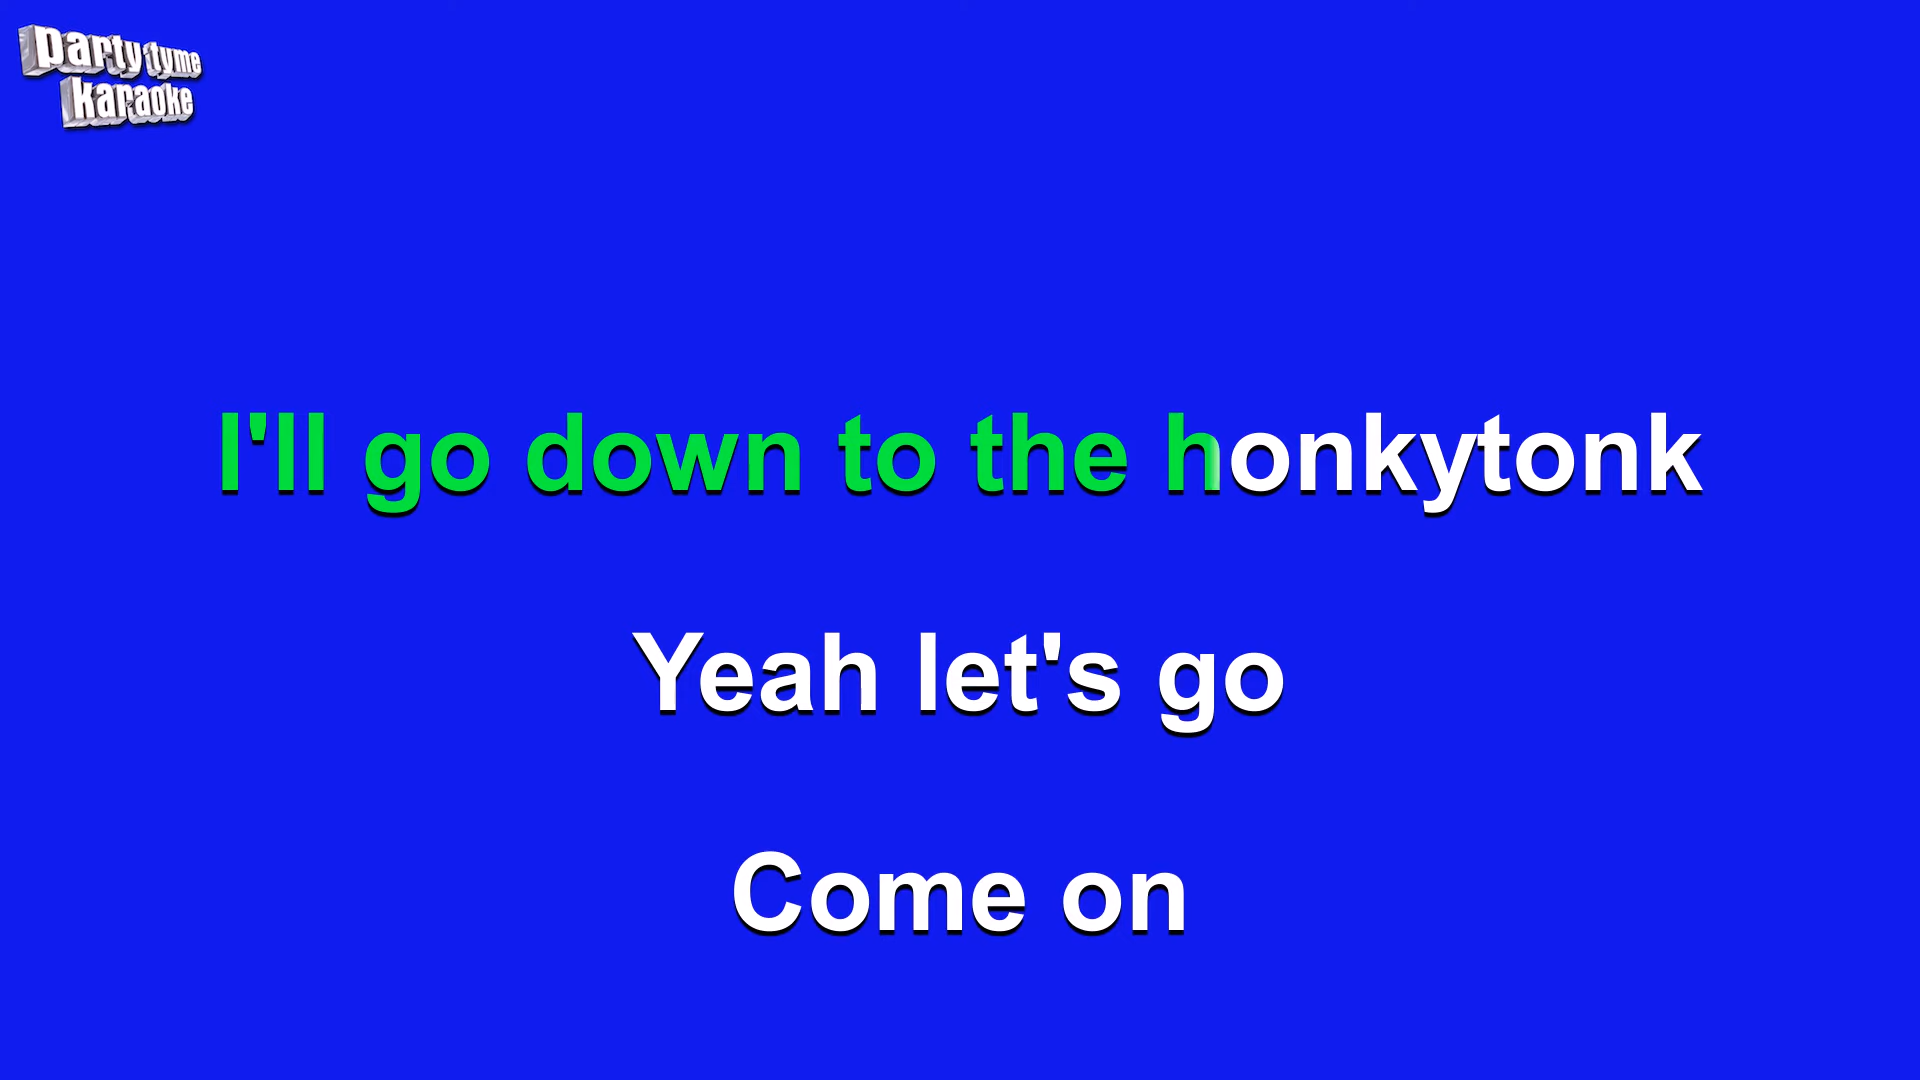 party tyme
karaoke
I'll go down to the honkytonk
Yeah let's go
Come on